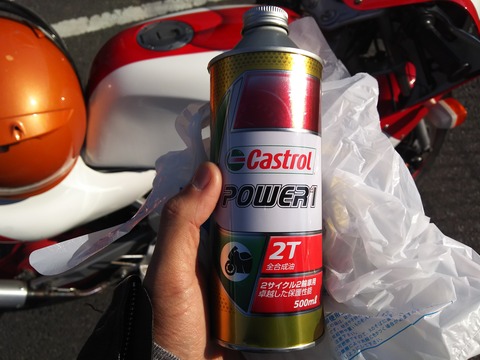 Castrol
POWER1
2T
全合成油
2サイクル2輪車用
卓越した保護性能
500mℓ